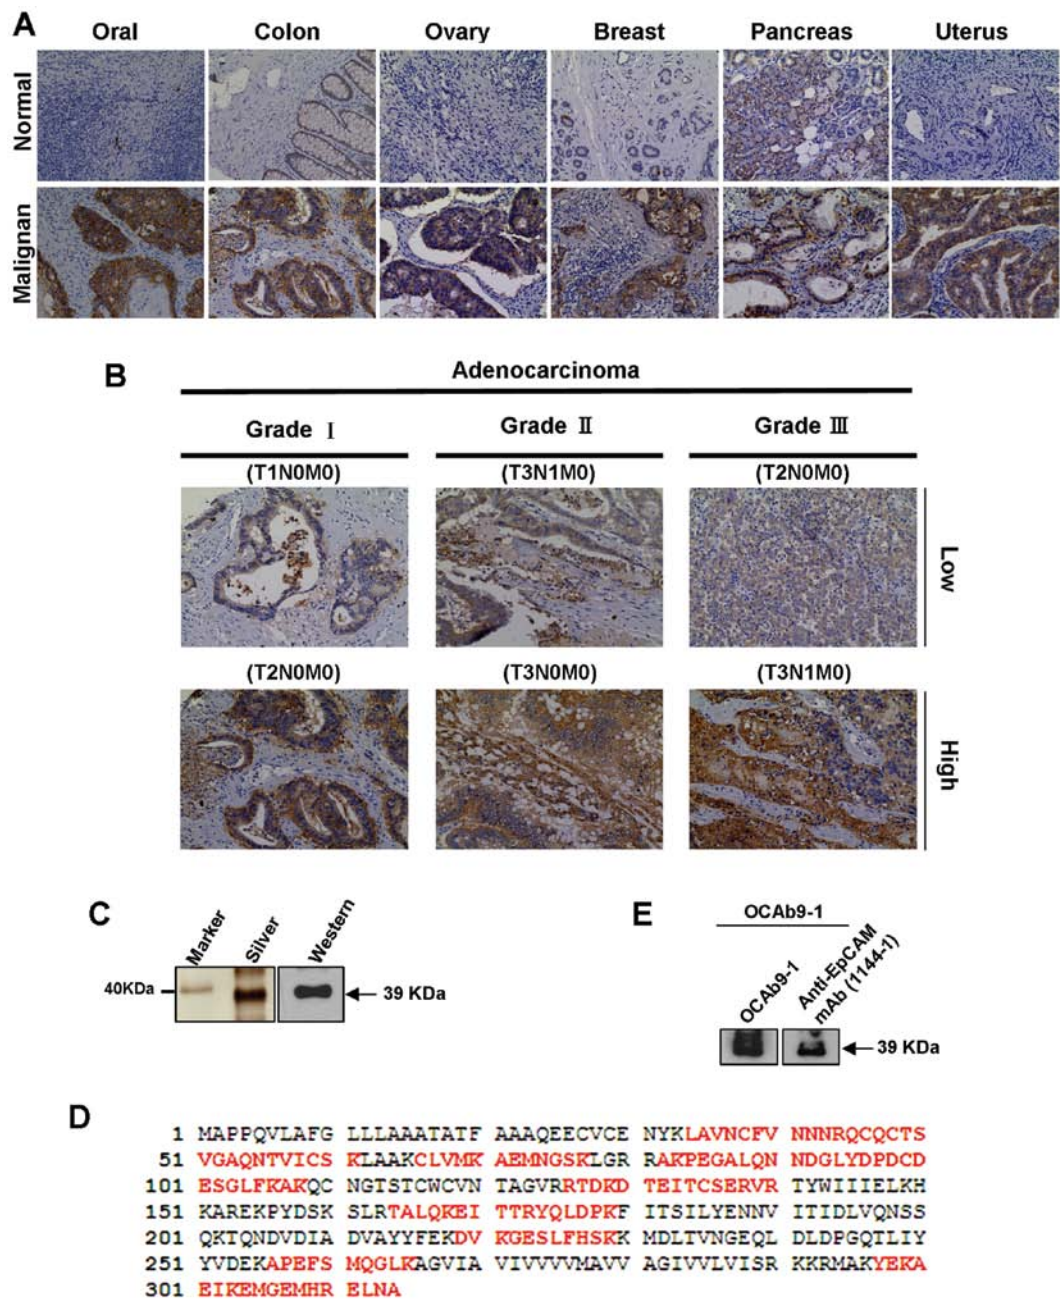 A
Oral Colon Ovary Breast Pancreas Uterus
Normal
Malignan
B
Adenocarcinoma
Grade I Grade II Grade III
(T1N0M0) (T3N1M0) (T2N0M0)
Low
(T2N0M0) (T3N0M0) (T3N1M0)
High
C
Marker Silver Western
40KDa 39 KDa
E
OCAb9-1
OCAb9-1 Anti-EpCAM mAb (1144-1)
39 KDa
D
1 MAPPQVLAFG LLLAAATATF AAAQEECVCE NYKLAVNCFV NNNRQCQCTS
51 VGAQNTVICS KLAAKCLVMK AEMNGSKLGR RAKPEGALQN NDGLYDPDCD
101 ESGLFKAKQC NGTSTCWCVN TAGVRRTDKD TEITCSERVR TYWIIIELKH
151 KAREKPYDSK SLRTALQKEI TTRYQLDPKF ITSILYENNV ITIDLVQNSS
201 QKTQNDVDIA DVAYYFEKDV KGESLFHSKK MDLTVNGEQL DLDPGQTLIY
251 YVDEKAPEFS MQGLKAGVIA VIVVVVMAVV AGIVVLVISR KKRMAKYEKA
301 EIKEMGEMHR ELNA